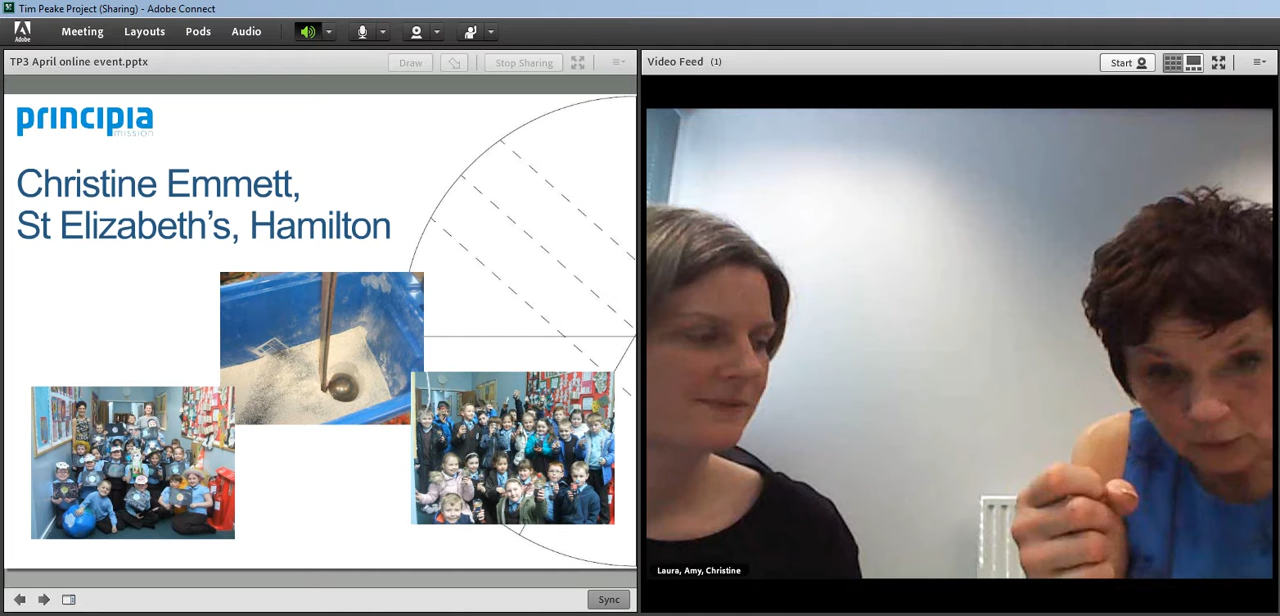 Tim Peake Project (Sharing) - Adobe Connect
Adobe
Meeting
Layouts
Pods
Audio
TP3 April online event.pptx
Draw
Stop Sharing
principia
mission
Christine Emmett,
St Elizabeth's, Hamilton
Sync
Video Feed (1)
Start
Laura, Amy, Christine